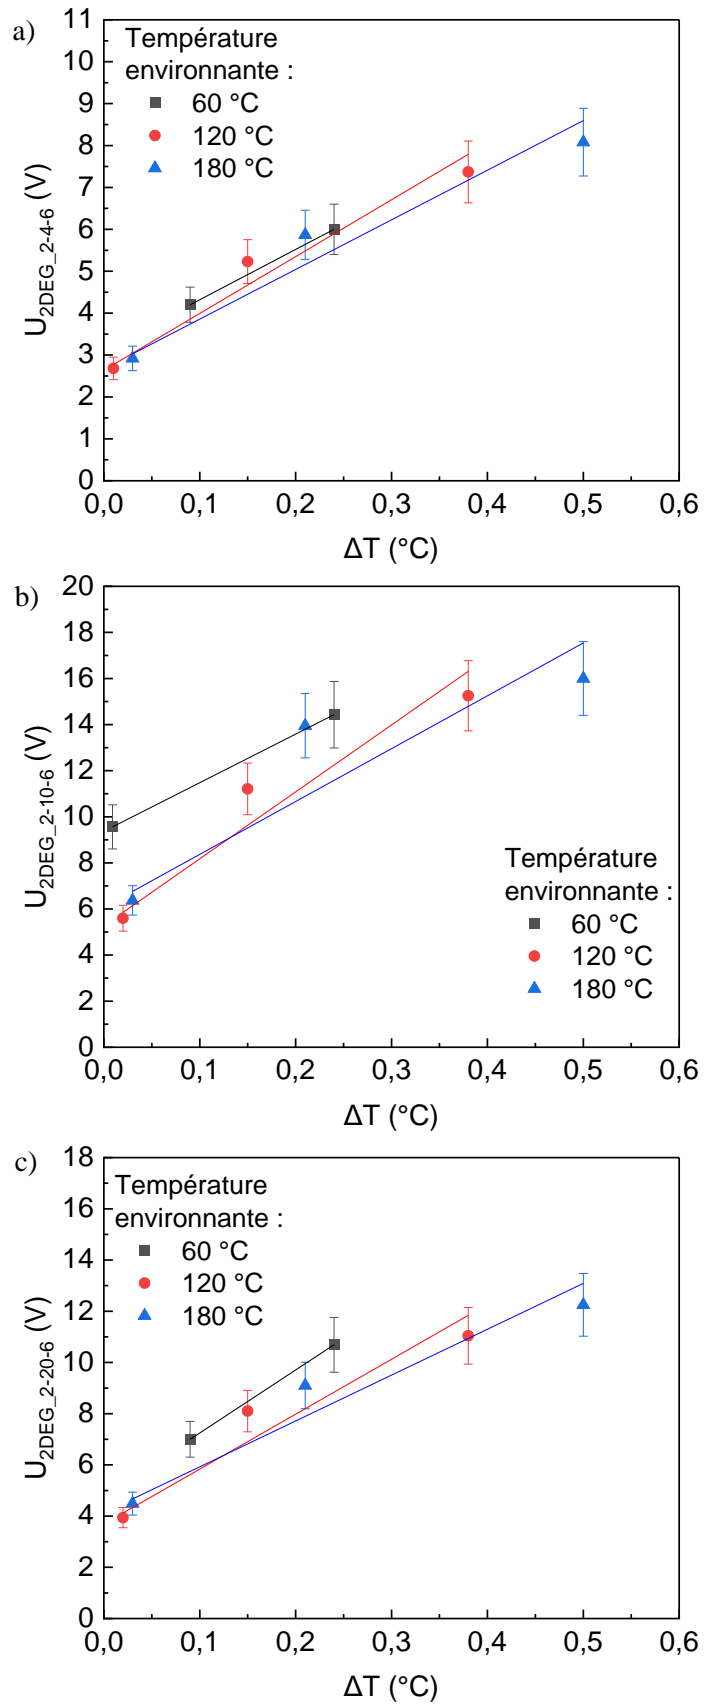 a)
11
10
9
8
7
6
5
4
3
2
1
0
U2DEG_2-4-6 (V)
Température
environnante :
60 °C
120 °C
180 °C
0,0 0,1 0,2 0,3 0,4 0,5 0,6
ΔT (°C)
b)
20
18
16
14
12
10
8
6
4
2
0
U2DEG_2-10-6 (V)
Température
environnante :
60 °C
120 °C
180 °C
0,0 0,1 0,2 0,3 0,4 0,5 0,6
ΔT (°C)
c)
18
16
14
12
10
8
6
4
2
0
U2DEG_2-20-6 (V)
Température
environnante :
60 °C
120 °C
180 °C
0,0 0,1 0,2 0,3 0,4 0,5 0,6
ΔT (°C)